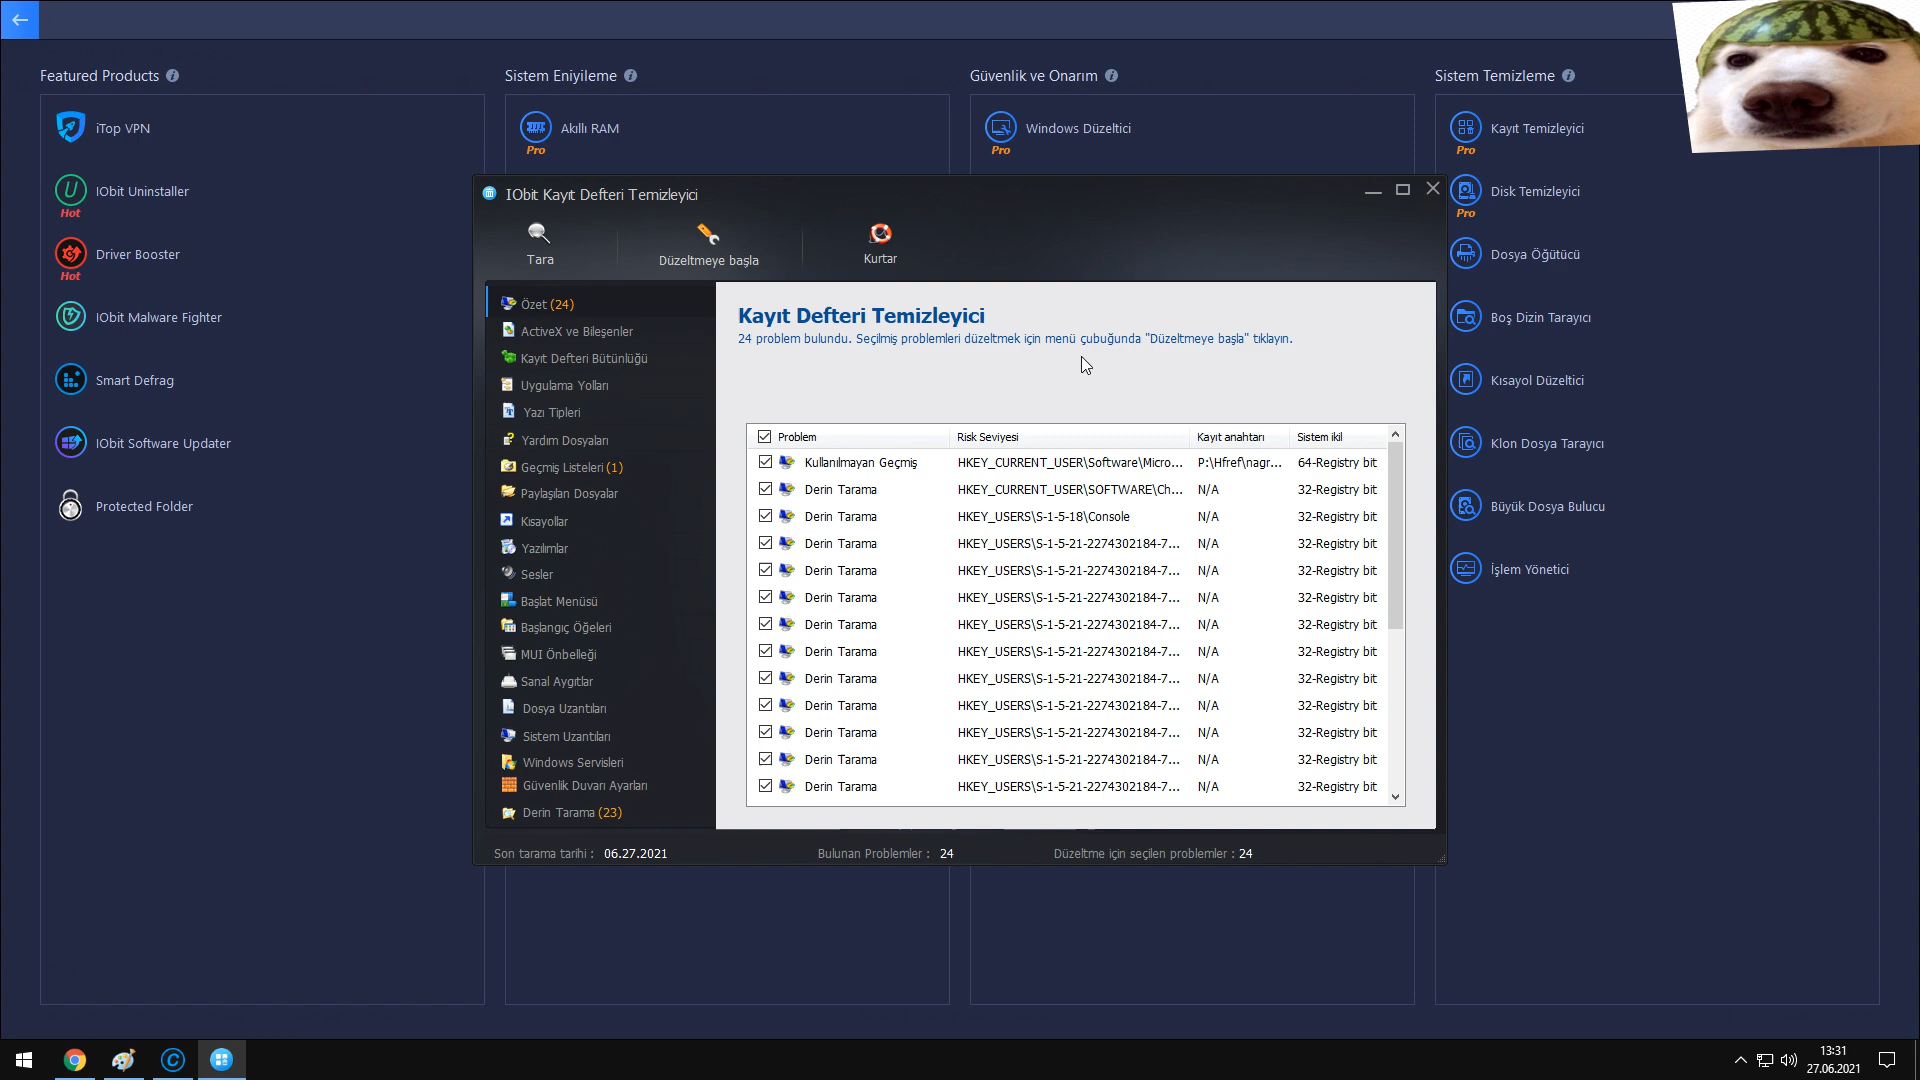 Featured Products
iTop VPN
IObit Uninstaller
Hot
Driver Booster
Hot
IObit Malware Fighter
Smart Defrag
IObit Software Updater
Protected Folder
Sistem Eniyileme
Akıllı RAM
Pro
Güvenlik ve Onarım
Windows Düzeltici
Pro
Sistem Temizleme
Kayıt Temizleyici
Pro
Disk Temizleyici
Pro
Dosya Öğütücü
Boş Dizin Tarayıcı
Kısayol Düzeltici
Klon Dosya Tarayıcı
Büyük Dosya Bulucu
İşlem Yönetici
IObit Kayıt Defteri Temizleyici
Tara
Düzeltmeye başla
Kurtar
Özet (24)
ActiveX ve Bileşenler
Kayıt Defteri Bütünlüğü
Uygulama Yolları
Yazı Tipleri
Yardım Dosyaları
Geçmiş Listeleri (1)
Paylaşılan Dosyalar
Kısayollar
Yazılımlar
Sesler
Başlat Menüsü
Başlangıç Öğeleri
MUI Önbelleği
Sanal Aygıtlar
Dosya Uzantıları
Sistem Uzantıları
Windows Servisleri
Güvenlik Duvarı Ayarları
Derin Tarama (23)
Kayıt Defteri Temizleyici
24 problem bulundu. Seçilmiş problemleri düzeltmek için menü çubuğunda "Düzeltmeye başla" tıklayın.
Problem Risk Seviyesi Kayıt anahtarı Sistem ikil
Kullanılmayan Geçmiş HKEY_CURRENT_USER\Software\Micro... P:\Hfref\nagr... 64-Registry bit
Derin Tarama HKEY_CURRENT_USER\SOFTWARE\Ch... N/A 32-Registry bit
Derin Tarama HKEY_USERS\S-1-5-18\Console N/A 32-Registry bit
Derin Tarama HKEY_USERS\S-1-5-21-2274302184-7... N/A 32-Registry bit
Derin Tarama HKEY_USERS\S-1-5-21-2274302184-7... N/A 32-Registry bit
Derin Tarama HKEY_USERS\S-1-5-21-2274302184-7... N/A 32-Registry bit
Derin Tarama HKEY_USERS\S-1-5-21-2274302184-7... N/A 32-Registry bit
Derin Tarama HKEY_USERS\S-1-5-21-2274302184-7... N/A 32-Registry bit
Derin Tarama HKEY_USERS\S-1-5-21-2274302184-7... N/A 32-Registry bit
Derin Tarama HKEY_USERS\S-1-5-21-2274302184-7... N/A 32-Registry bit
Derin Tarama HKEY_USERS\S-1-5-21-2274302184-7... N/A 32-Registry bit
Derin Tarama HKEY_USERS\S-1-5-21-2274302184-7... N/A 32-Registry bit
Derin Tarama HKEY_USERS\S-1-5-21-2274302184-7... N/A 32-Registry bit
Son tarama tarihi : 06.27.2021 Bulunan Problemler : 24 Düzeltme için seçilen problemler : 24
13:31
27.06.2021